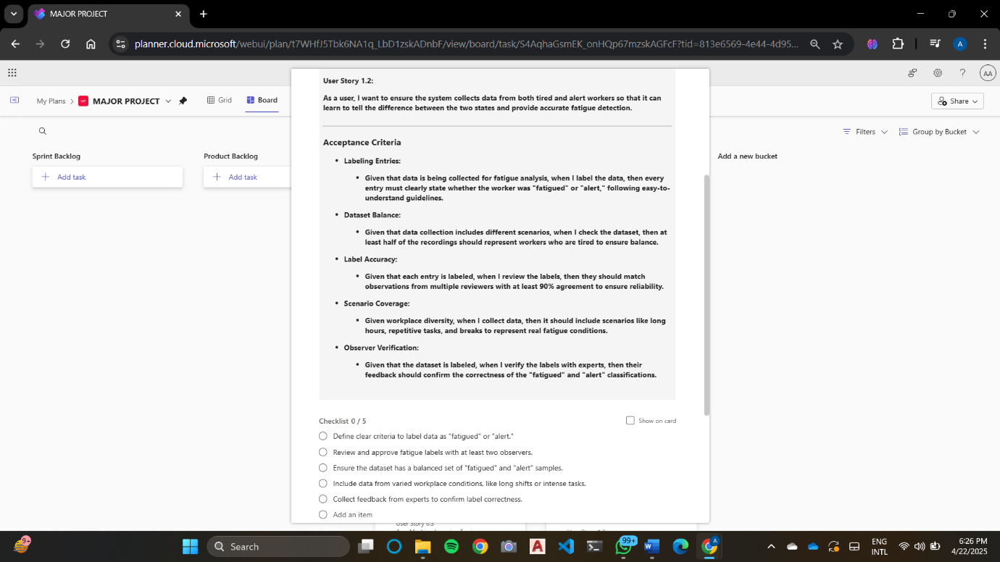 MAJOR PROJECT
planner.cloud.microsoft/webui/plan/t7WHfJ5Tbk6NA1q_LbD1zskADnbF/view/board/task/S4AqhaGsmEK_onHQp67mzskAGFcF?tid=813e6569-4e44-4d95...
A
AA
My Plans
MP
MAJOR PROJECT
Grid
Board
Share
Filters
Group by Bucket
Sprint Backlog
Product Backlog
Add a new bucket
Add task
Add task
User Story 1.2:
As a user, I want to ensure the system collects data from both tired and alert workers so that it can
learn to tell the difference between the two states and provide accurate fatigue detection.
Acceptance Criteria
• Labeling Entries:
• Given that data is being collected for fatigue analysis, when I label the data, then every
entry must clearly state whether the worker was "fatigued" or "alert," following easy-to-
understand guidelines.
• Dataset Balance:
• Given that data collection includes different scenarios, when I check the dataset, then at
least half of the recordings should represent workers who are tired to ensure balance.
• Label Accuracy:
• Given that each entry is labeled, when I review the labels, then they should match
observations from multiple reviewers with at least 90% agreement to ensure reliability.
• Scenario Coverage:
• Given workplace diversity, when I collect data, then it should include scenarios like long
hours, repetitive tasks, and breaks to represent real fatigue conditions.
• Observer Verification:
• Given that the dataset is labeled, when I verify the labels with experts, then their
feedback should confirm the correctness of the "fatigued" and "alert" classifications.
Checklist 0 / 5
Show on card
Define clear criteria to label data as "fatigued" or "alert."
Review and approve fatigue labels with at least two observers.
Ensure the dataset has a balanced set of "fatigued" and "alert" samples.
Include data from varied workplace conditions, like long shifts or intense tasks.
Collect feedback from experts to confirm label correctness.
Add an item
User Story 6.3
9+
Search
99+
A
ENG
INTL
6:26 PM
4/22/2025